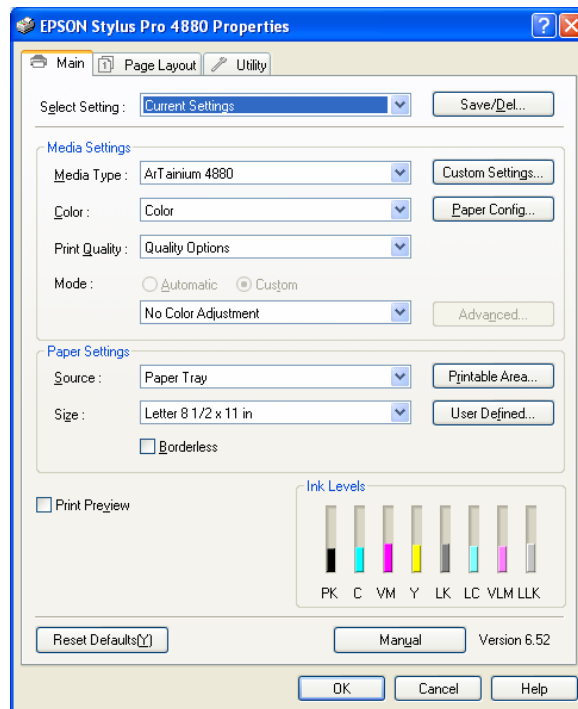 EPSON Stylus Pro 4880 Properties
Main Page Layout Utility
Select Setting : Current Settings Save/Del...
Media Settings
Media Type : ArTainium 4880 Custom Settings...
Color : Color Paper Config...
Print Quality : Quality Options
Mode : Automatic Custom
No Color Adjustment Advanced...
Paper Settings
Source : Paper Tray Printable Area...
Size : Letter 8 1/2 x 11 in User Defined...
Borderless
Print Preview
Ink Levels
PK C VM Y LK LC VLM LLK
Reset Defaults(Y) Manual Version 6.52
OK Cancel Help